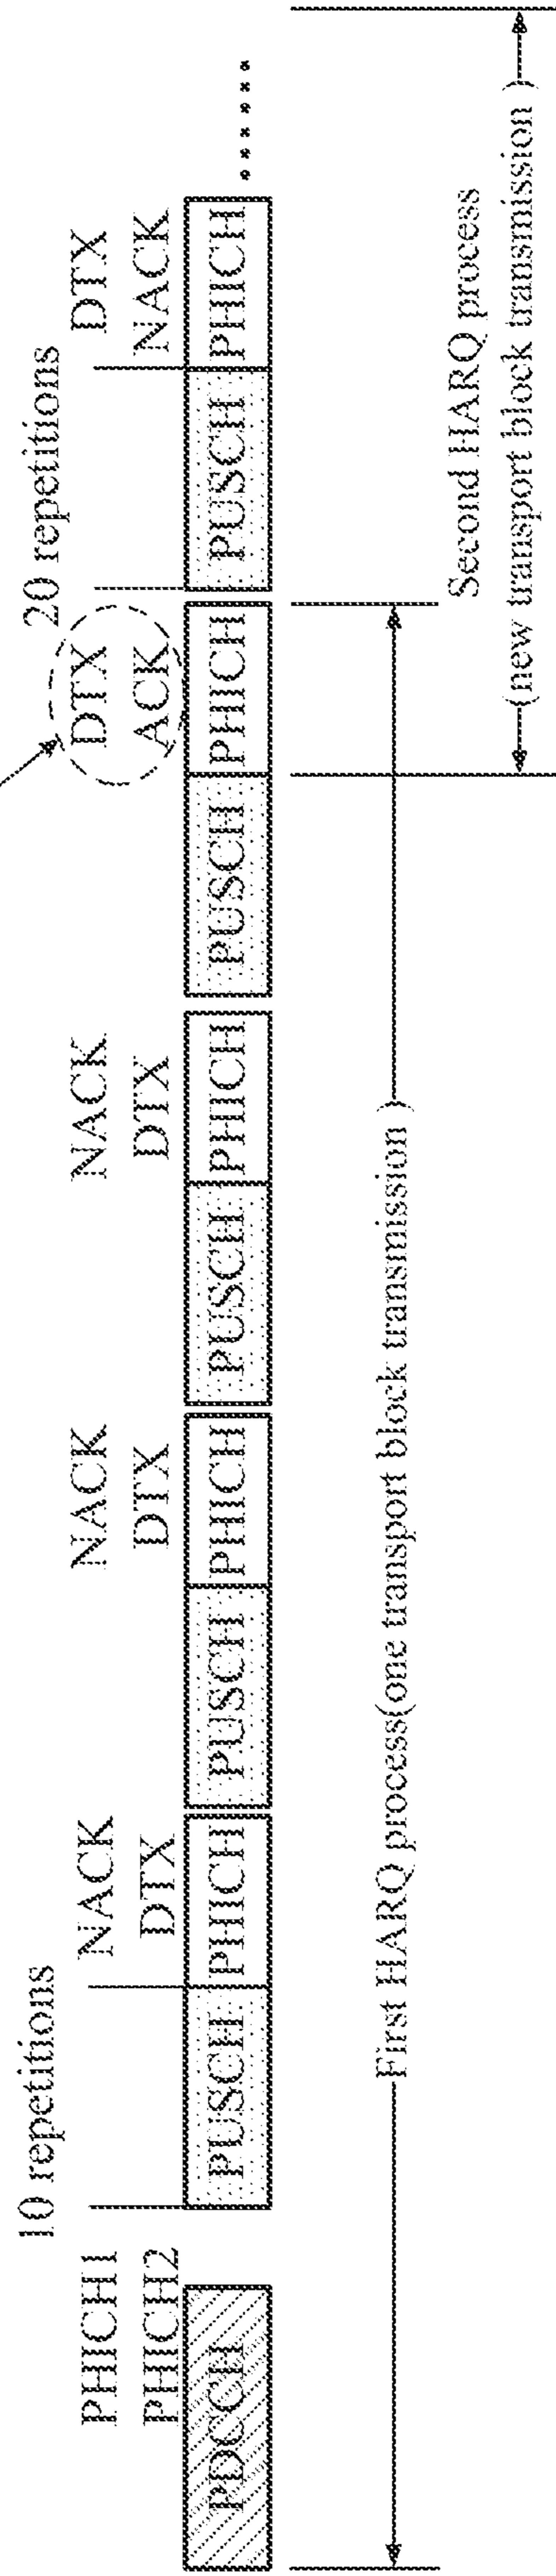 10 repetitions
20 repetitions
PHICH1
NACK
NACK
NACK
DTX
DTX
PHICH2
DTX
DTX
DTX
ACK
NACK
PDCCH
PUSCH
PHICH
PUSCH
PHICH
PUSCH
PHICH
PUSCH
PHICH
PUSCH
PHICH
First HARQ process(one transport block transmission )
Second HARQ process
(new transport block transmission )